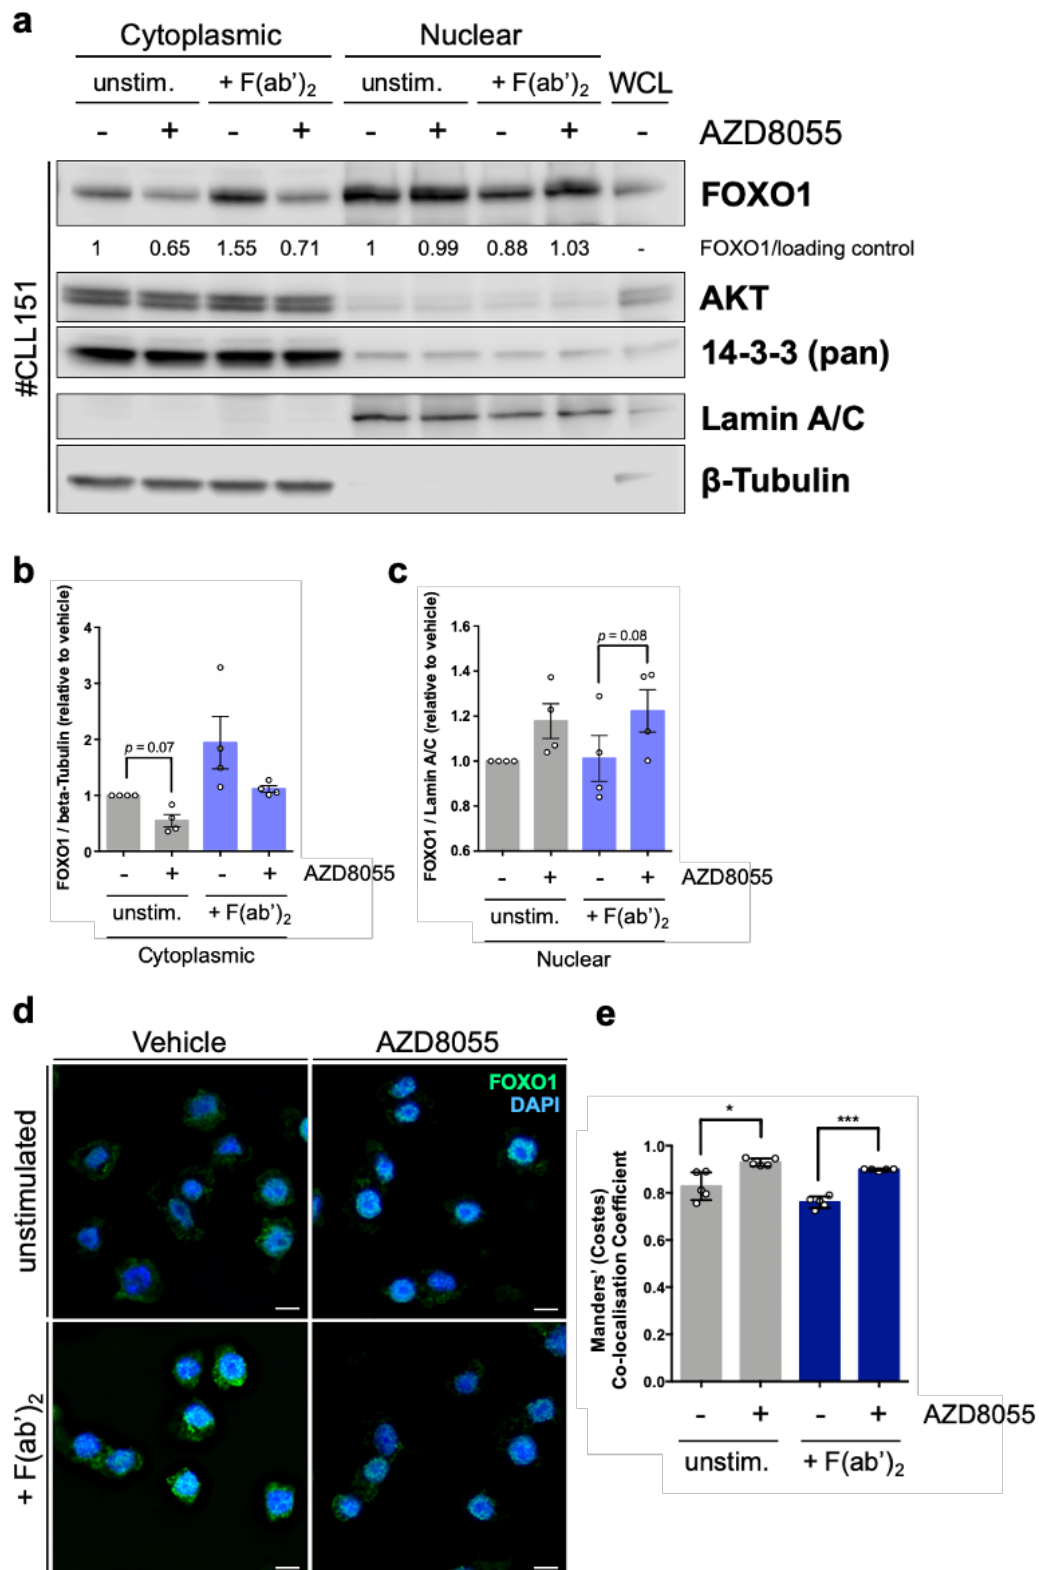 a
Cytoplasmic Nuclear
unstim. + F(ab')₂ unstim. + F(ab')₂ WCL
- + - + - + - + - AZD8055
#CLL151
FOXO1
1 0.65 1.55 0.71 1 0.99 0.88 1.03 - FOXO1/loading control
AKT
14-3-3 (pan)
Lamin A/C
β-Tubulin
b
FOXO1 / beta-Tubulin (relative to vehicle)
4
3
2
1
0
p = 0.07
- + - + AZD8055
unstim. + F(ab')₂
Cytoplasmic
c
FOXO1 / Lamin A/C (relative to vehicle)
1.6
1.4
1.2
1.0
0.8
0.6
p = 0.08
- + - + AZD8055
unstim. + F(ab')₂
Nuclear
d
Vehicle AZD8055
unstimulated
FOXO1
DAPI
+ F(ab')₂
e
Manders' (Costes)
Co-localisation Coefficient
1.0
0.8
0.6
0.4
0.2
0.0
* ***
- + - + AZD8055
unstim. + F(ab')₂